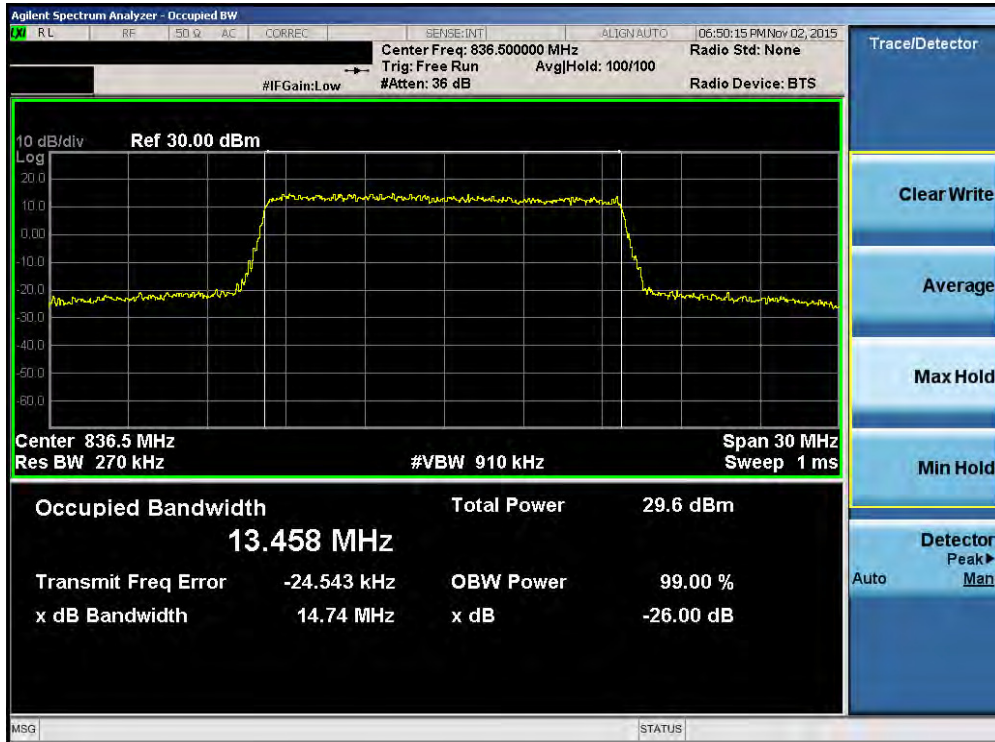 Agilent Spectrum Analyzer - Occupied BW
LXI RL RF 50 Ω AC CORREC SENSE:INT ALIGN AUTO 06:50:15 PM Nov 02, 2015
Center Freq: 836.500000 MHz Radio Std: None
Trig: Free Run Avg|Hold: 100/100
#IFGain:Low #Atten: 36 dB Radio Device: BTS
Trace/Detector
10 dB/div Ref 30.00 dBm
Log
20.0
10.0
0.00
-10.0
-20.0
-30.0
-40.0
-50.0
-60.0
Center 836.5 MHz Span 30 MHz
Res BW 270 kHz #VBW 910 kHz Sweep 1 ms
Occupied Bandwidth Total Power 29.6 dBm
13.458 MHz
Transmit Freq Error -24.543 kHz OBW Power 99.00 %
x dB Bandwidth 14.74 MHz x dB -26.00 dB
Clear Write
Average
Max Hold
Min Hold
Detector
Peak▶
Auto Man
MSG STATUS